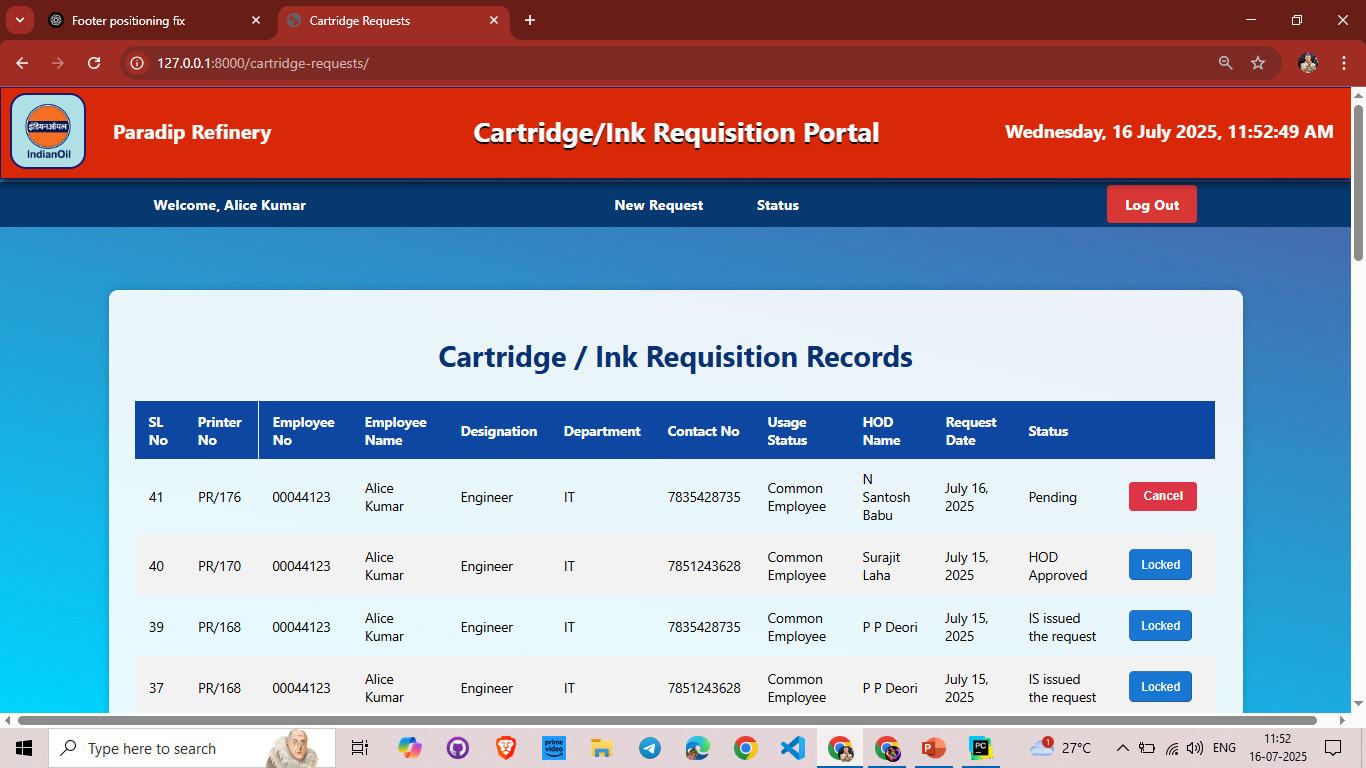 Footer positioning fix
Cartridge Requests
127.0.0.1:8000/cartridge-requests/
इंडियनऑयल
IndianOil
Paradip Refinery
Cartridge/Ink Requisition Portal
Wednesday, 16 July 2025, 11:52:49 AM
Welcome, Alice Kumar
New Request
Status
Log Out
Cartridge / Ink Requisition Records
SL No Printer No Employee No Employee Name Designation Department Contact No Usage Status HOD Name Request Date Status
41 PR/176 00044123 Alice Kumar Engineer IT 7835428735 Common Employee N Santosh Babu July 16, 2025 Pending Cancel
40 PR/170 00044123 Alice Kumar Engineer IT 7851243628 Common Employee Surajit Laha July 15, 2025 HOD Approved Locked
39 PR/168 00044123 Alice Kumar Engineer IT 7835428735 Common Employee P P Deori July 15, 2025 IS issued the request Locked
37 PR/168 00044123 Alice Kumar Engineer IT 7851243628 Common Employee P P Deori July 15, 2025 IS issued the request Locked
Type here to search
prime video
PC
1
27°C
ENG
11:52
16-07-2025